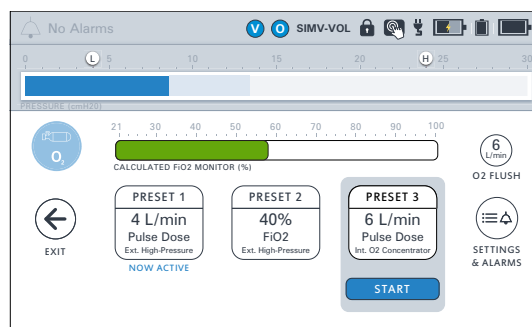 No Alarms
V O SIMV-VOL
0 5 10 15 20 25 30
L H
PRESSURE (cmH20)
21 30 40 50 60 70 80 90 100
O2
CALCULATED FiO2 MONITOR (%)
6
L/min
O2 FLUSH
PRESET 1
4 L/min
Pulse Dose
Ext. High-Pressure
NOW ACTIVE
PRESET 2
40%
FiO2
Ext. High-Pressure
PRESET 3
6 L/min
Pulse Dose
Int. O2 Concentrator
START
EXIT
SETTINGS
& ALARMS